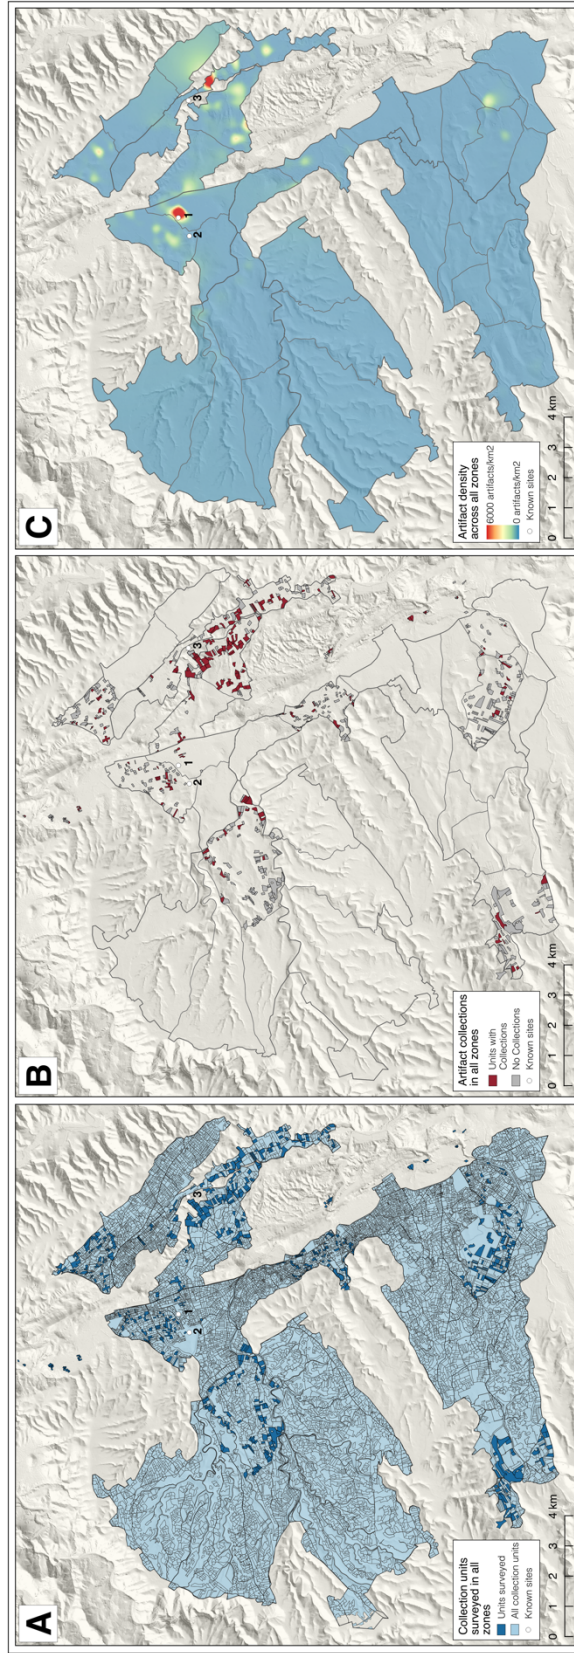 A
Collection units
surveyed in all
zones
Units surveyed
All collection units
Known sites
0 1 2 3 4 km
1
2
3
B
Artifact collections
in all zones
Units with
Collections
No Collections
Known sites
0 1 2 3 4 km
1
2
3
C
Artifact density
across all zones
6000 artifacts/km2
0 artifacts/km2
Known sites
0 1 2 3 4 km
1
2
3